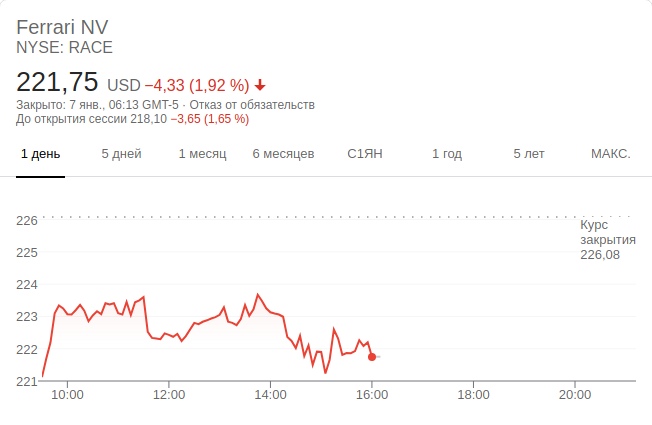 Ferrari NV
NYSE: RACE
221,75 USD −4,33 (1,92 %)
Закрыто: 7 янв., 06:13 GMT-5 · Отказ от обязательств
До открытия сессии 218,10 −3,65 (1,65 %)
1 день 5 дней 1 месяц 6 месяцев С1ЯН 1 год 5 лет МАКС.
226
Курс
закрытия
226,08
225
224
223
222
221
10:00 12:00 14:00 16:00 18:00 20:00